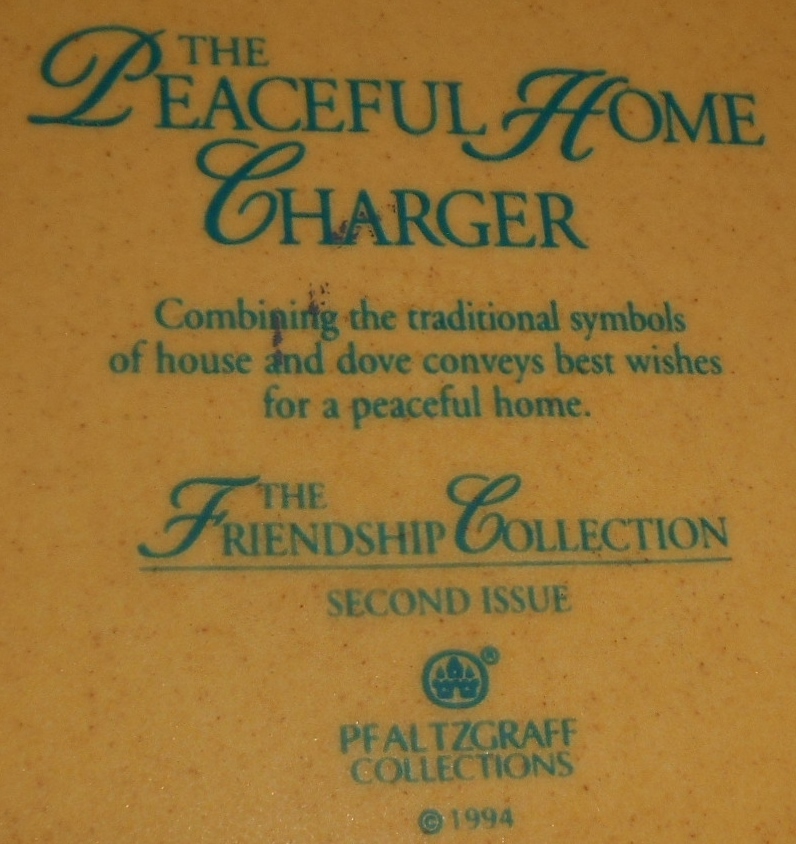 THE
PEACEFUL HOME
CHARGER
Combining the traditional symbols
of house and dove conveys best wishes
for a peaceful home.
THE
FRIENDSHIP COLLECTION
SECOND ISSUE
®
PFALTZGRAFF
COLLECTIONS
© 1994